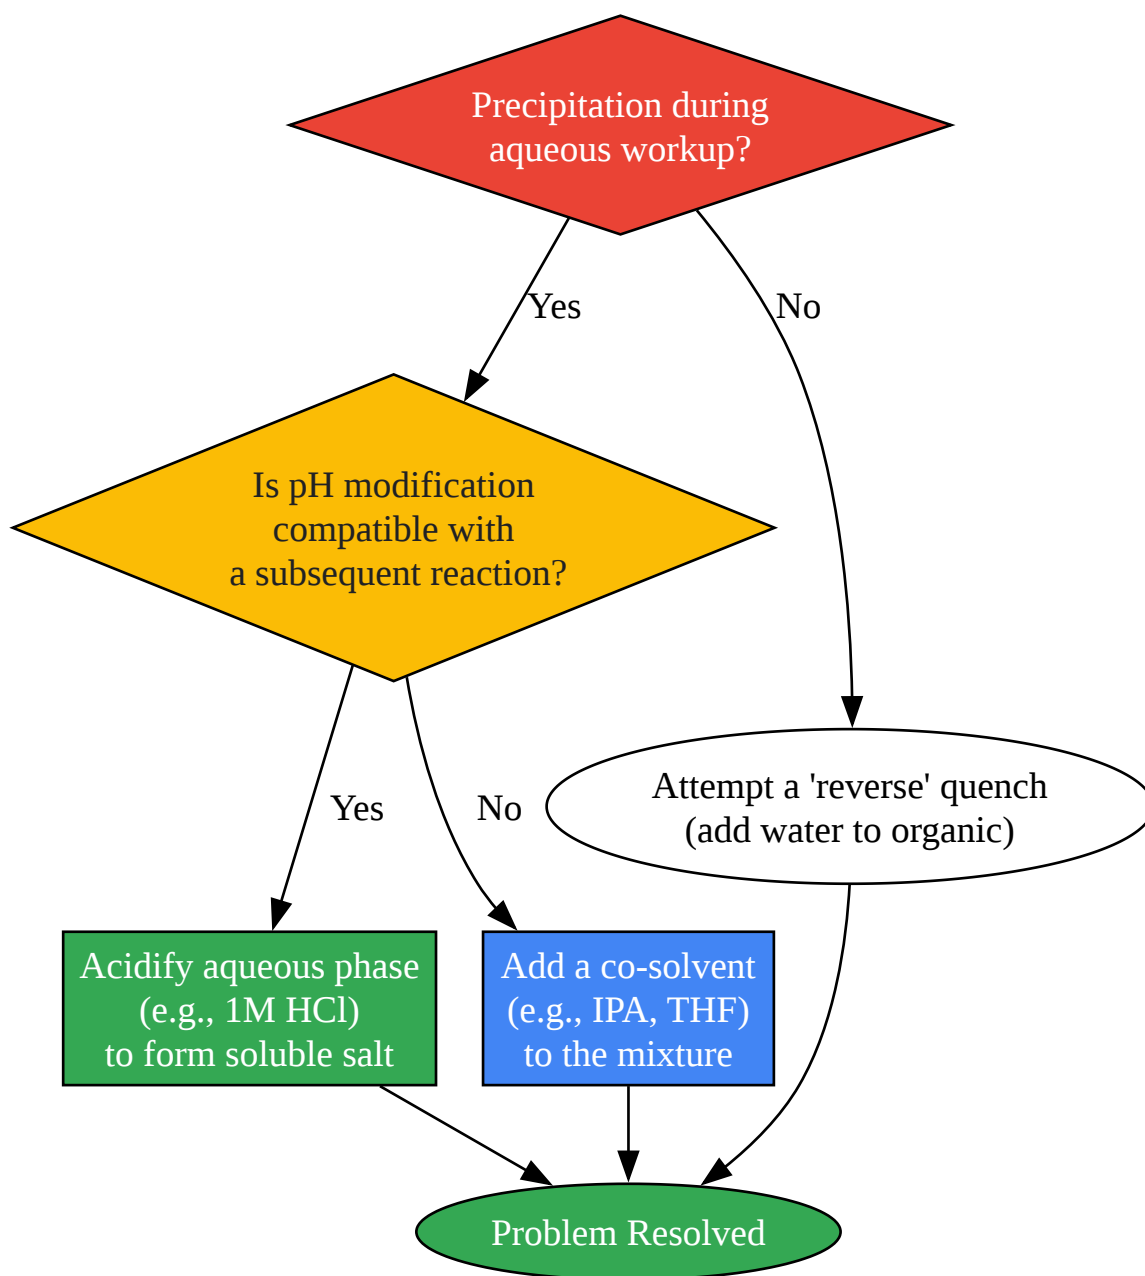 Precipitation during
aqueous workup?
Yes
No
Is pH modification
compatible with
a subsequent reaction?
Yes
No
Attempt a 'reverse' quench
(add water to organic)
Acidify aqueous phase
(e.g., 1M HCl)
to form soluble salt
Add a co-solvent
(e.g., IPA, THF)
to the mixture
Problem Resolved